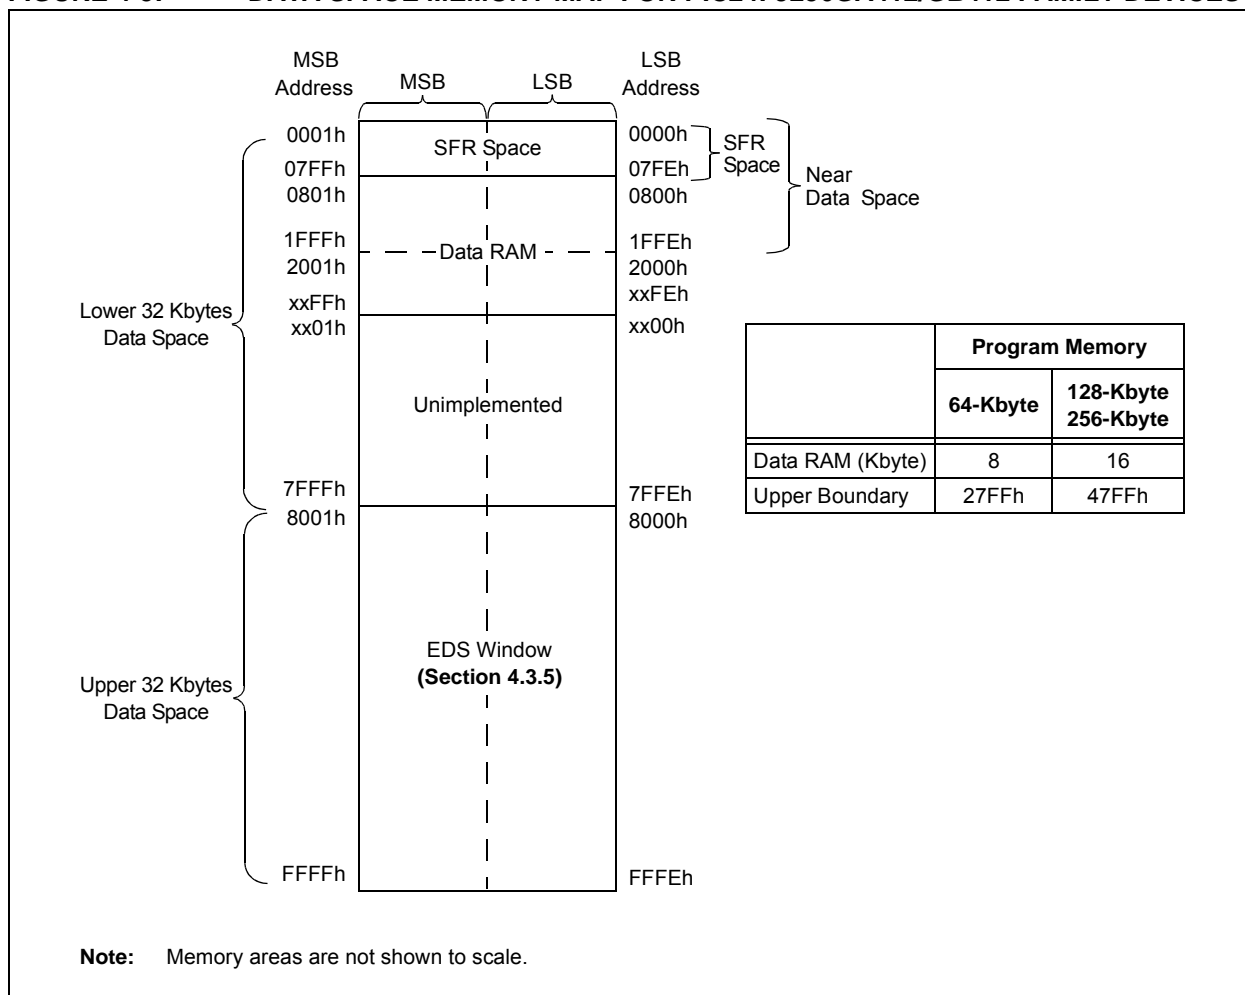 MSB Address
LSB Address
MSB
LSB
0001h
SFR Space
0000h
SFR Space
07FFh
07FEh
Near Data Space
0801h
0800h
1FFFh
Data RAM
1FFEh
2001h
2000h
xxFFh
xxFEh
Lower 32 Kbytes Data Space
xx01h
xx00h
Unimplemented
7FFFh
7FFEh
8001h
8000h
EDS Window
(Section 4.3.5)
Upper 32 Kbytes Data Space
FFFFh
FFFEh
Program Memory
64-Kbyte
128-Kbyte 256-Kbyte
Data RAM (Kbyte) 8 16
Upper Boundary 27FFh 47FFh
Note: Memory areas are not shown to scale.